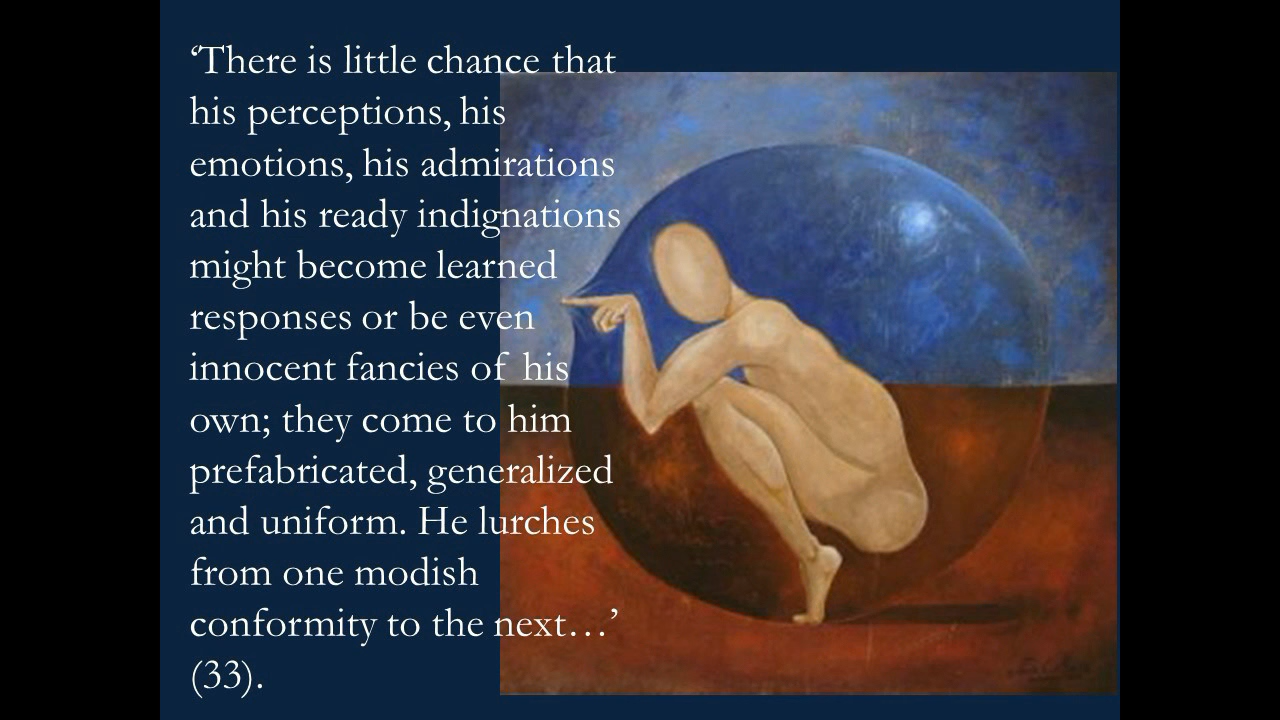 ‘There is little chance that
his perceptions, his
emotions, his admirations
and his ready indignations
might become learned
responses or be even
innocent fancies of his
own; they come to him
prefabricated, generalized
and uniform. He lurches
from one modish
conformity to the next…’
(33).